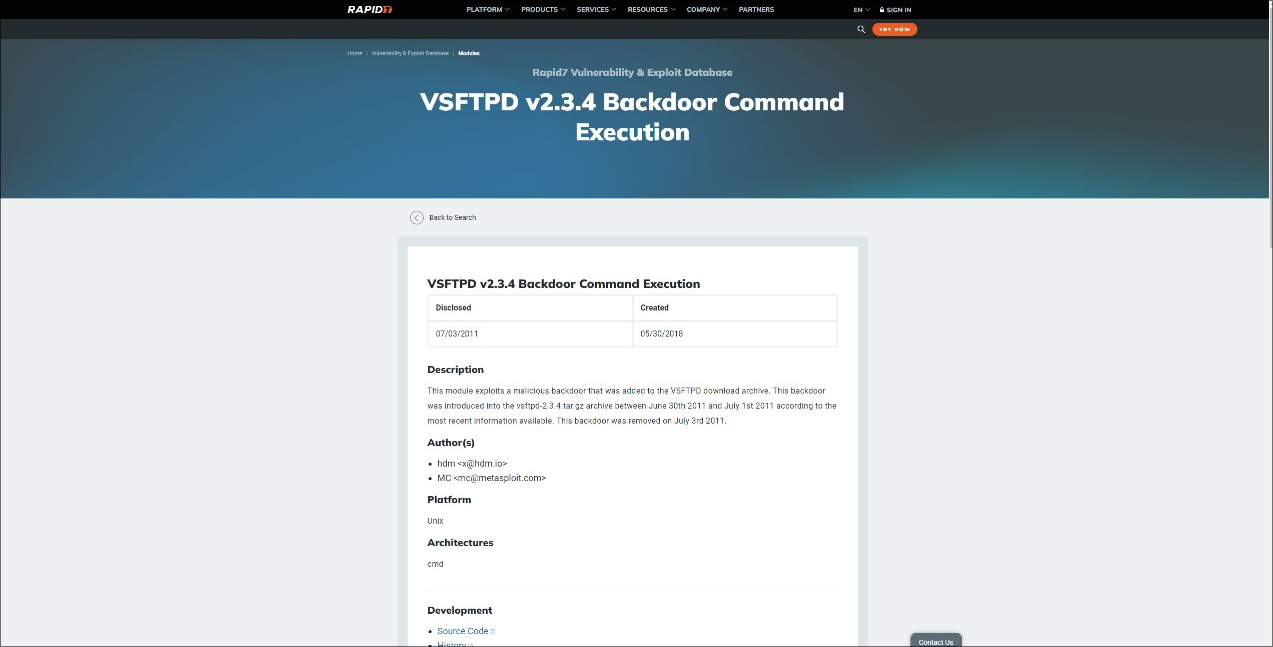 RAPID7 PLATFORM PRODUCTS SERVICES RESOURCES COMPANY PARTNERS EN SIGN IN
TRY NOW
Home | Vulnerability & Exploit Database | Modules
Rapid7 Vulnerability & Exploit Database
VSFTPD v2.3.4 Backdoor Command
Execution
Back to Search
VSFTPD v2.3.4 Backdoor Command Execution
Disclosed Created
07/03/2011 05/30/2018
Description
This module exploits a malicious backdoor that was added to the VSFTPD download archive. This backdoor
was introduced into the vsftpd-2.3.4.tar.gz archive between June 30th 2011 and July 1st 2011 according to the
most recent information available. This backdoor was removed on July 3rd 2011.
Author(s)
hdm <x@hdm.io>
MC <mc@metasploit.com>
Platform
Unix
Architectures
cmd
Development
Source Code
History
Contact Us